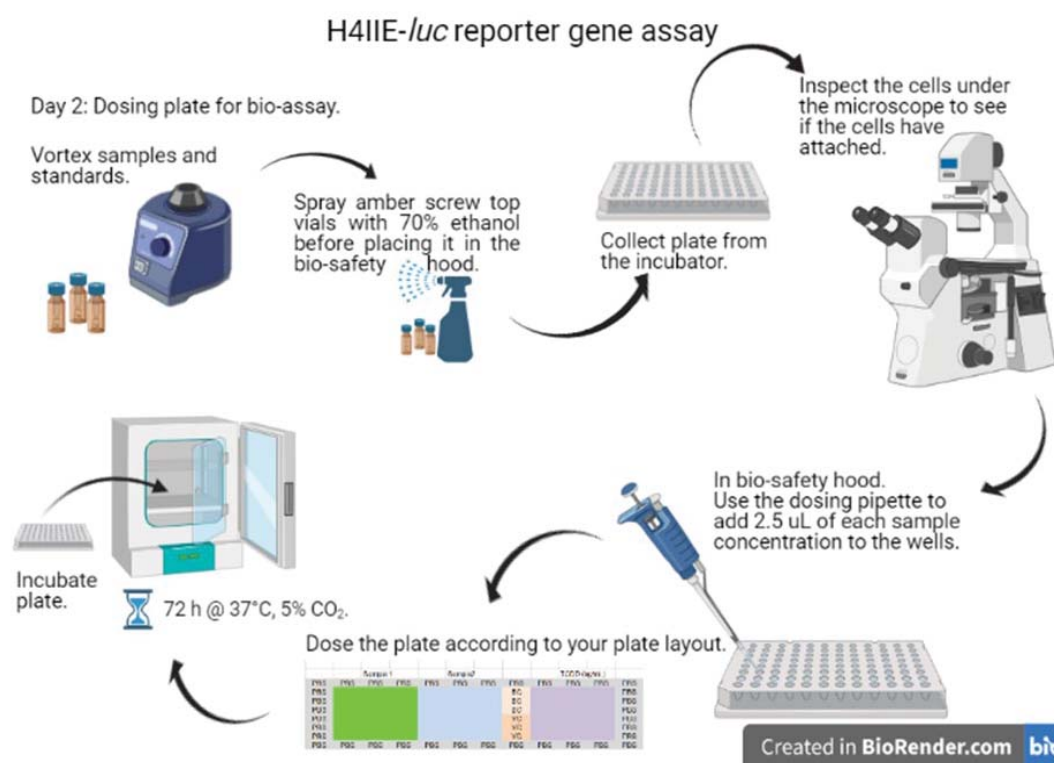 H4IIE-luc reporter gene assay
Day 2: Dosing plate for bio-assay.
Vortex samples and
standards.
Spray amber screw top
vials with 70% ethanol
before placing it in the
bio-safety hood.
Collect plate from
the incubator.
Inspect the cells under
the microscope to see
if the cells have
attached.
In bio-safety hood.
Use the dosing pipette to
add 2.5 uL of each sample
concentration to the wells.
Dose the plate according to your plate layout.
Incubate
plate.
72 h @ 37°C, 5% CO₂.
Created in BioRender.com